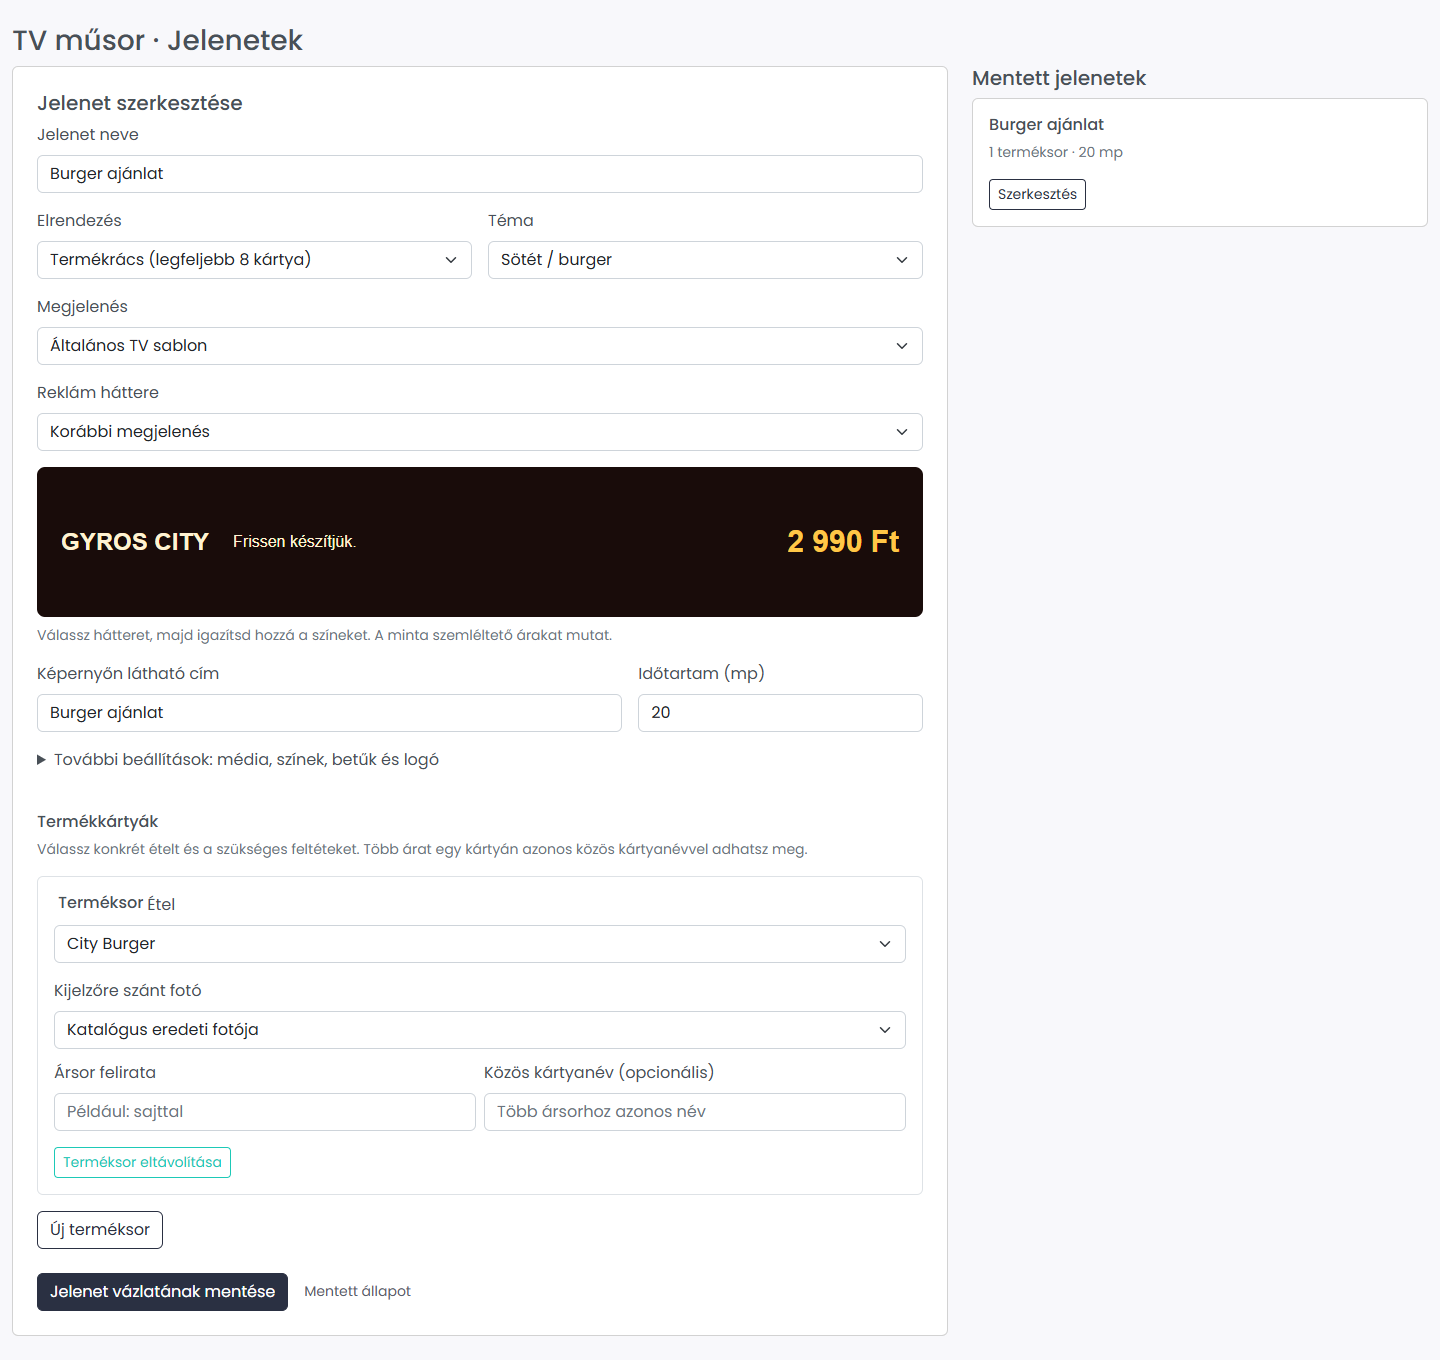 TV műsor · Jelenetek
Jelenet szerkesztése
Jelenet neve
Burger ajánlat
Elrendezés
Téma
Termékrács (legfeljebb 8 kártya)
Sötét / burger
Megjelenés
Általános TV sablon
Reklám háttere
Korábbi megjelenés
GYROS CITY Frissen készítjük. 2 990 Ft
Válassz hátteret, majd igazítsd hozzá a színeket. A minta szemléltető árakat mutat.
Képernyőn látható cím
Időtartam (mp)
Burger ajánlat
20
További beállítások: média, színek, betűk és logó
Termékkártyák
Válassz konkrét ételt és a szükséges feltéteket. Több árat egy kártyán azonos közös kártyanévvel adhatsz meg.
Terméksor Étel
City Burger
Kijelzőre szánt fotó
Katalógus eredeti fotója
Ársor felirata
Közös kártyanév (opcionális)
Például: sajttal
Több ársorhoz azonos név
Terméksor eltávolítása
Új terméksor
Jelenet vázlatának mentése
Mentett állapot
Mentett jelenetek
Burger ajánlat
1 terméksor · 20 mp
Szerkesztés